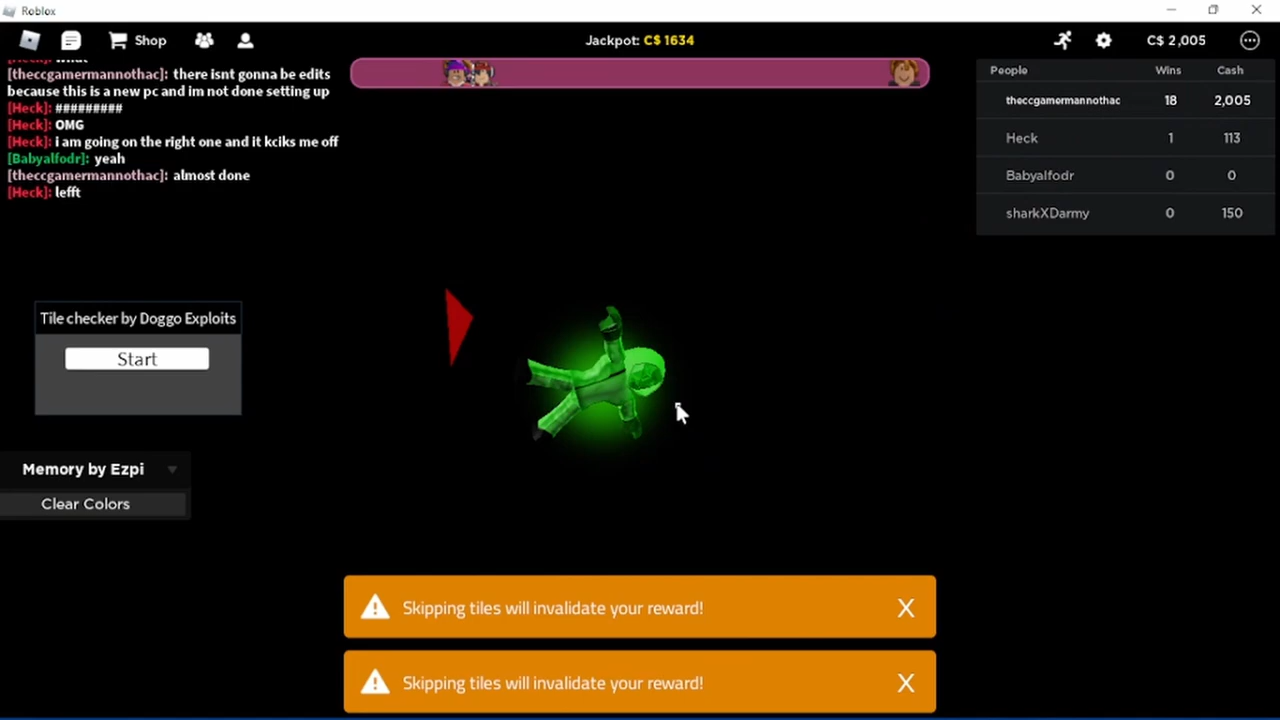 Roblox
Shop
Jackpot: C$ 1634
C$ 2,005
[Heck]: what
[theccgamermannothac]: there isnt gonna be edits
because this is a new pc and im not done setting up
[Heck]: #########
[Heck]: OMG
[Heck]: i am going on the right one and it kciks me off
[Babyalfodr]: yeah
[theccgamermannothac]: almost done
[Heck]: lefft
People Wins Cash
theccgamermannothac 18 2,005
Heck 1 113
Babyalfodr 0 0
sharkXDarmy 0 150
Tile checker by Doggo Exploits
Start
Memory by Ezpi
Clear Colors
Skipping tiles will invalidate your reward! X
Skipping tiles will invalidate your reward! X